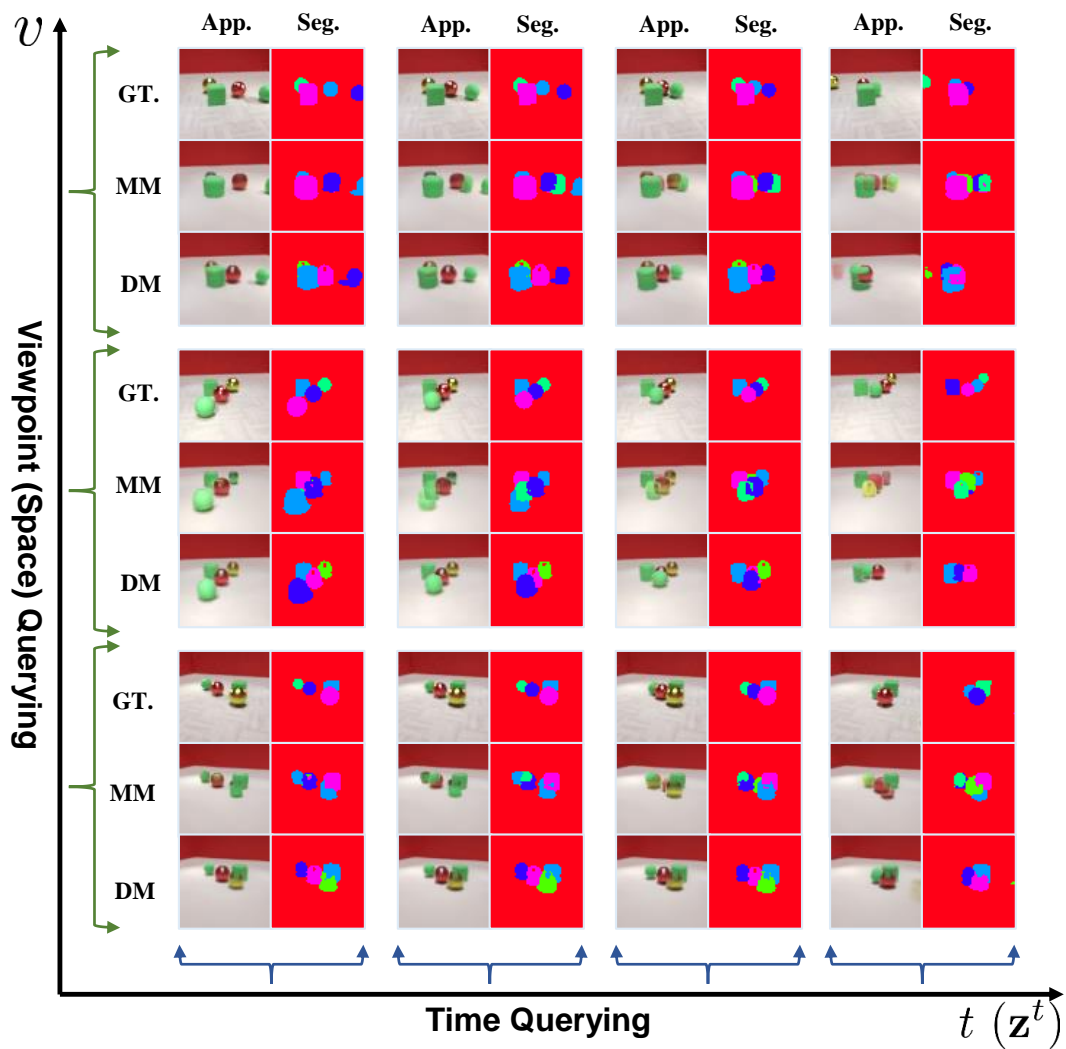 υ
App. Seg. App. Seg. App. Seg. App. Seg.
GT.
MM
DM
GT.
MM
DM
GT.
MM
DM
Viewpoint (Space) Querying
Time Querying
t (z^t)